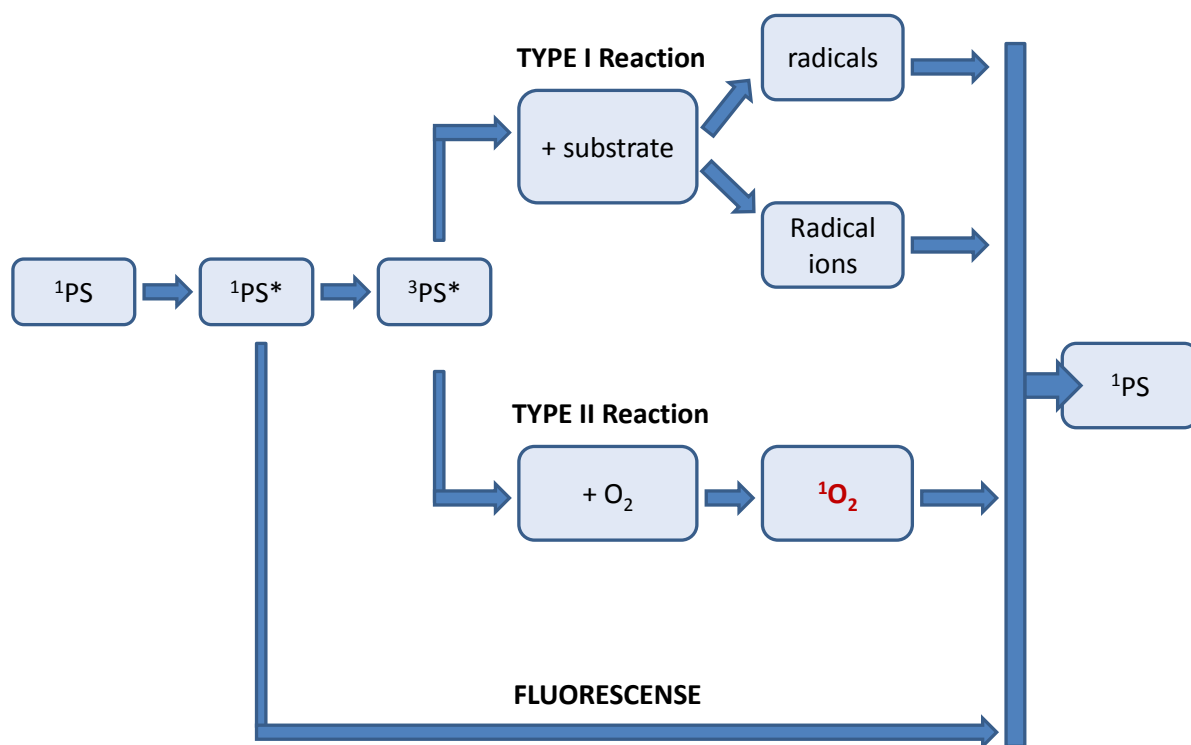 TYPE I Reaction
radicals
+ substrate
Radical
ions
¹PS
¹PS*
³PS*
¹PS
TYPE II Reaction
+ O₂
¹O₂
FLUORESCENSE